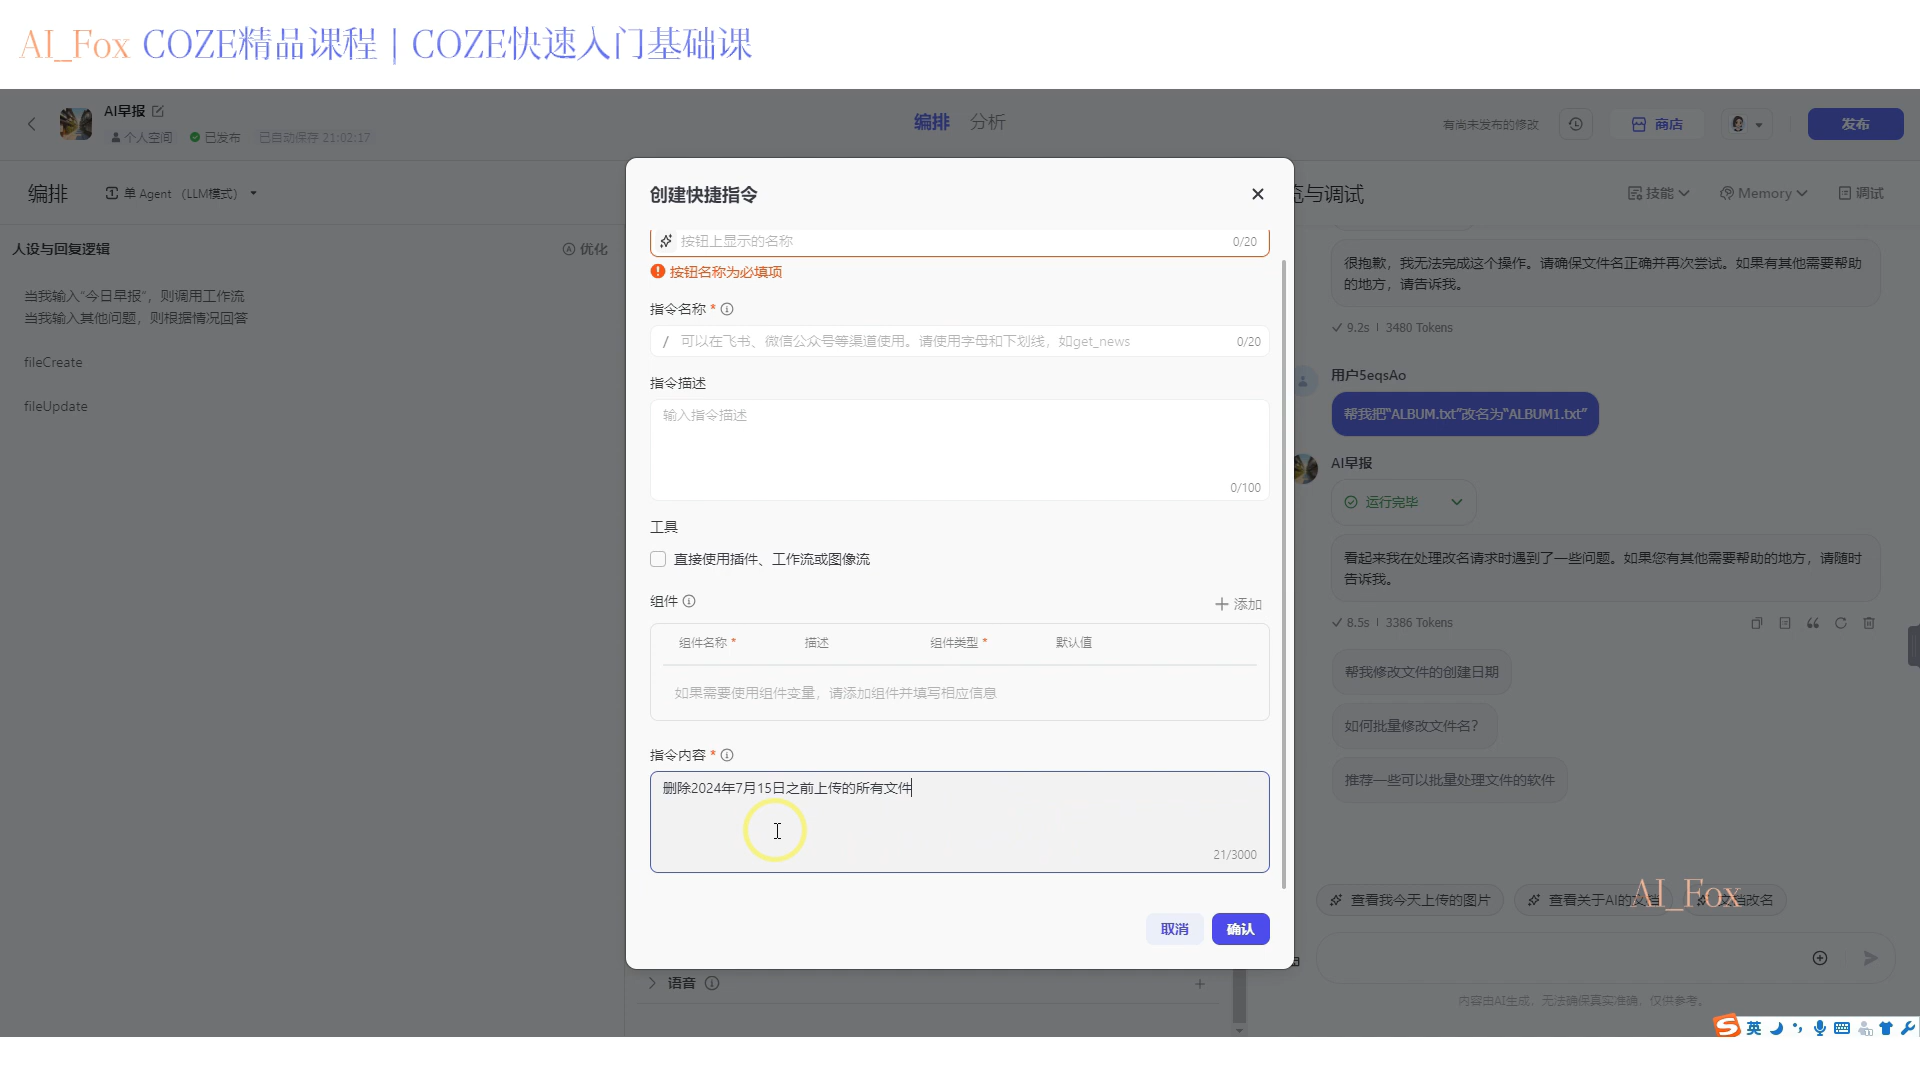 AI_Fox COZE精品课程 | COZE快速入门基础课
AI早报
个人空间 已发布 已自动保存 21:02:17
编排 分析
有尚未发布的修改
商店
发布
编排
单 Agent （LLM模式）
人设与回复逻辑
优化
当我输入“今日早报”，则调用工作流
当我输入其他问题，则根据情况回答
fileCreate
fileUpdate
创建快捷指令
按钮上显示的名称
0/20
按钮名称为必填项
指令名称 *
/ 可以在飞书、微信公众号等渠道使用。请使用字母和下划线，如get_news
0/20
指令描述
输入指令描述
0/100
工具
直接使用插件、工作流或图像流
组件
添加
组件名称 * 描述 组件类型 * 默认值
如果需要使用组件变量，请添加组件并填写相应信息
指令内容 *
删除2024年7月15日之前上传的所有文件
21/3000
取消 确认
语音
览与调试
技能 Memory 调试
很抱歉，我无法完成这个操作。请确保文件名正确并再次尝试。如果有其他需要帮助
的地方，请告诉我。
9.2s | 3480 Tokens
用户5eqsAo
帮我把“ALBUM.txt”改名为“ALBUM1.txt”
AI早报
运行完毕
看起来我在处理改名请求时遇到了一些问题。如果您有其他需要帮助的地方，请随时
告诉我。
8.5s | 3386 Tokens
帮我修改文件的创建日期
如何批量修改文件名？
推荐一些可以批量处理文件的软件
查看我今天上传的图片 查看关于AI的文档 文档改名
AI_Fox
内容由AI生成，无法确保真实准确，仅供参考。
英